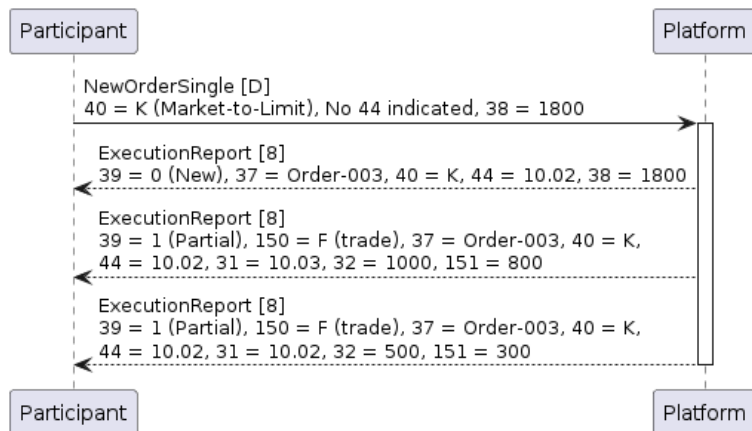 Participant
Platform
NewOrderSingle [D]
40 = K (Market-to-Limit), No 44 indicated, 38 = 1800
ExecutionReport [8]
39 = 0 (New), 37 = Order-003, 40 = K, 44 = 10.02, 38 = 1800
ExecutionReport [8]
39 = 1 (Partial), 150 = F (trade), 37 = Order-003, 40 = K,
44 = 10.02, 31 = 10.03, 32 = 1000, 151 = 800
ExecutionReport [8]
39 = 1 (Partial), 150 = F (trade), 37 = Order-003, 40 = K,
44 = 10.02, 31 = 10.02, 32 = 500, 151 = 300
Participant
Platform